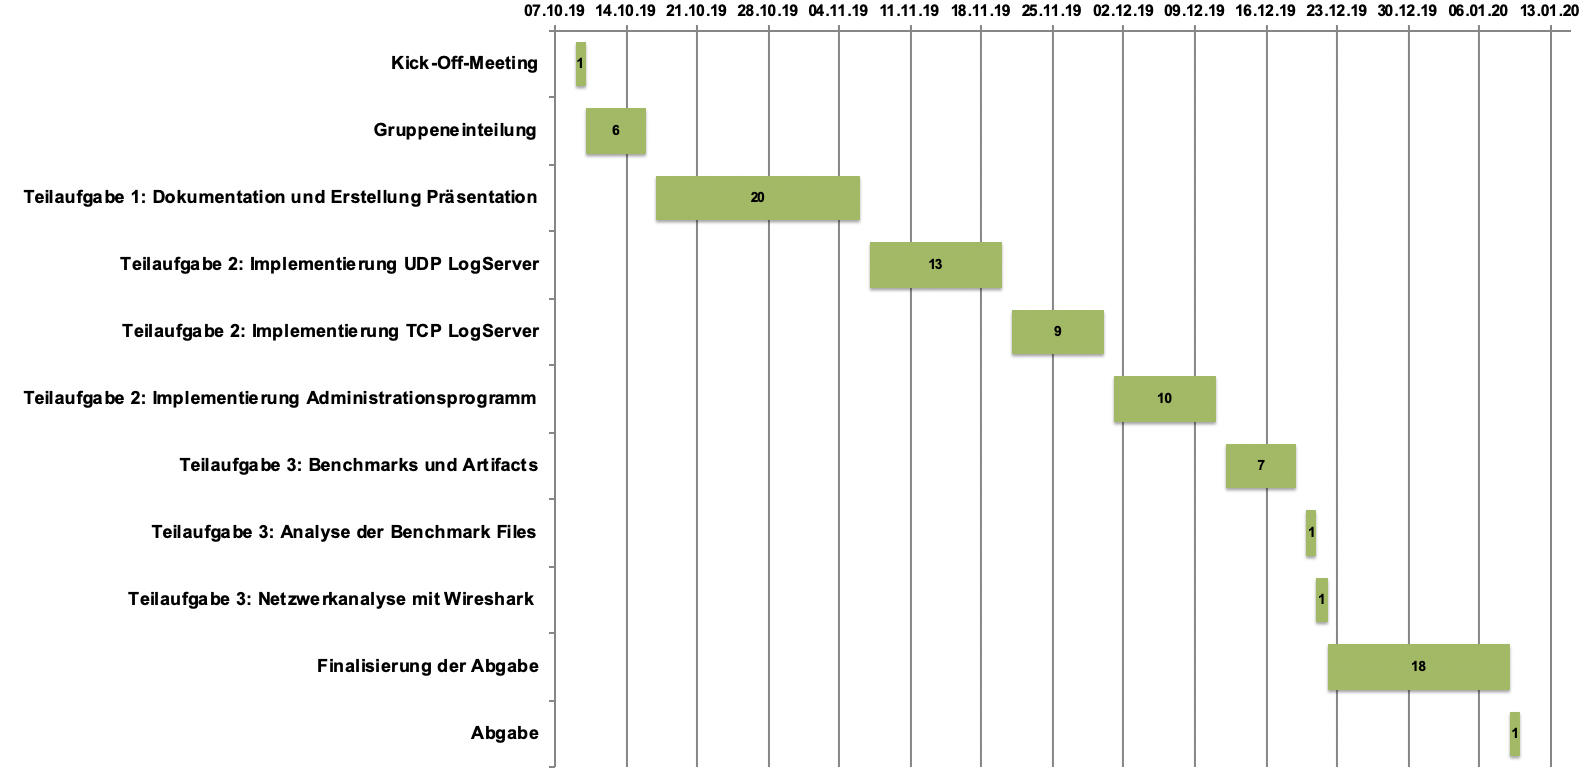 07.10.19 14.10.19 21.10.19 28.10.19 04.11.19 11.11.19 18.11.19 25.11.19 02.12.19 09.12.19 16.12.19 23.12.19 30.12.19 06.01.20 13.01.20
Kick-Off-Meeting 1
Gruppeneinteilung 6
Teilaufgabe 1: Dokumentation und Erstellung Präsentation 20
Teilaufgabe 2: Implementierung UDP LogServer 13
Teilaufgabe 2: Implementierung TCP LogServer 9
Teilaufgabe 2: Implementierung Administrationsprogramm 10
Teilaufgabe 3: Benchmarks und Artifacts 7
Teilaufgabe 3: Analyse der Benchmark Files 1
Teilaufgabe 3: Netzwerkanalyse mit Wireshark 1
Finalisierung der Abgabe 18
Abgabe 1